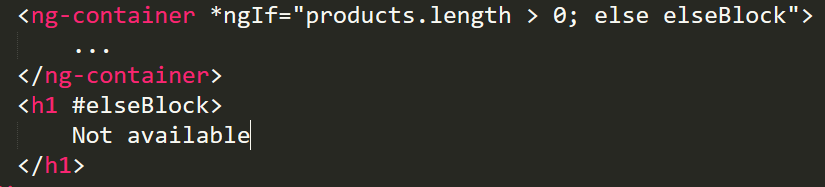 <ng-container *ngIf="products.length > 0; else elseBlock">
    ...
</ng-container>
<h1 #elseBlock>
    Not available
</h1>